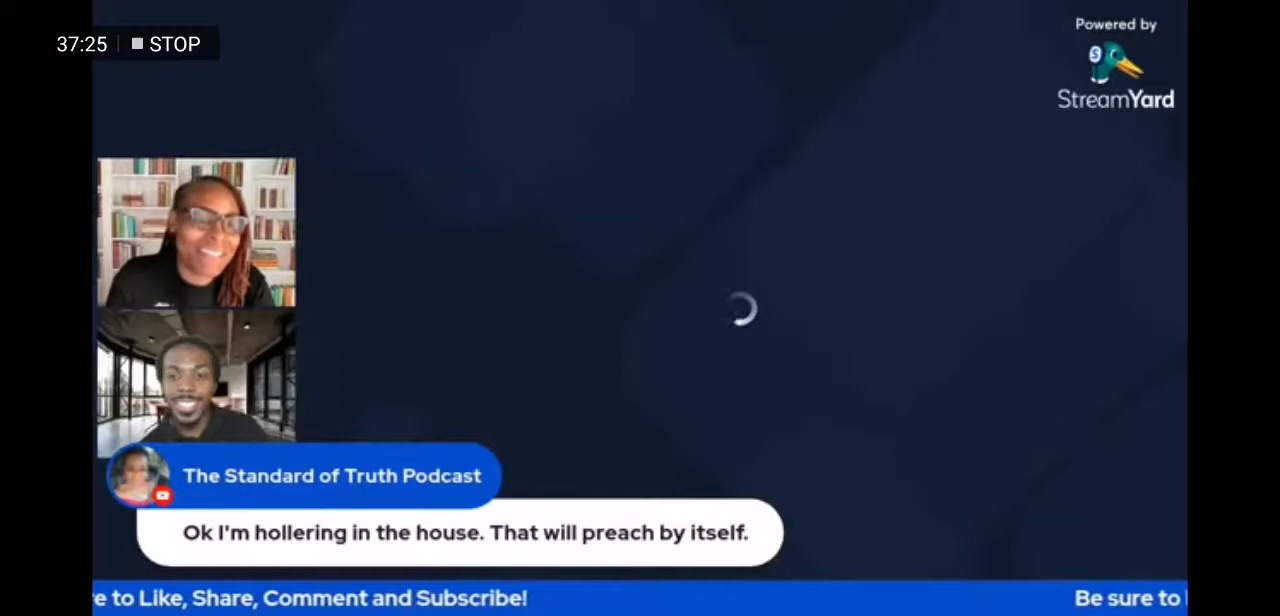 37:25 STOP
Powered by
S
StreamYard
The Standard of Truth Podcast
Ok I'm hollering in the house. That will preach by itself.
e to Like, Share, Comment and Subscribe! Be sure to